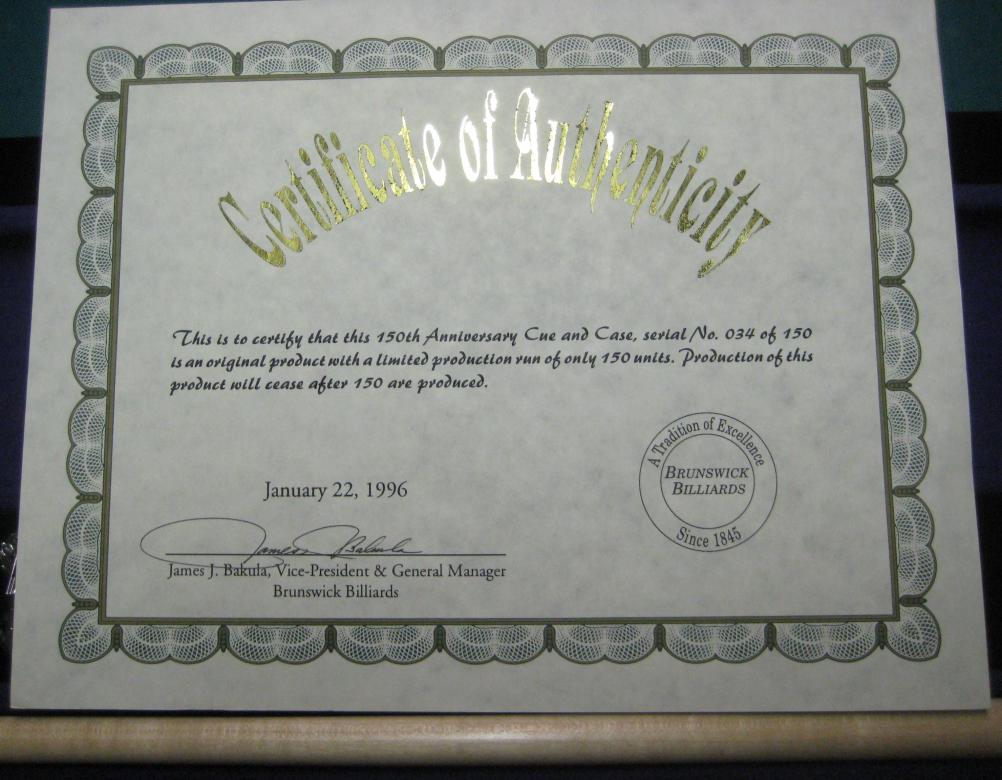 Certificate of Authenticity
This is to certify that this 150th Anniversary Cue and Case, serial No. 034 of 150
is an original product with a limited production run of only 150 units. Production of this
product will cease after 150 are produced.
A Tradition of Excellence
BRUNSWICK
BILLIARDS
Since 1845
January 22, 1996
James Bakula
James J. Bakula, Vice-President & General Manager
Brunswick Billiards